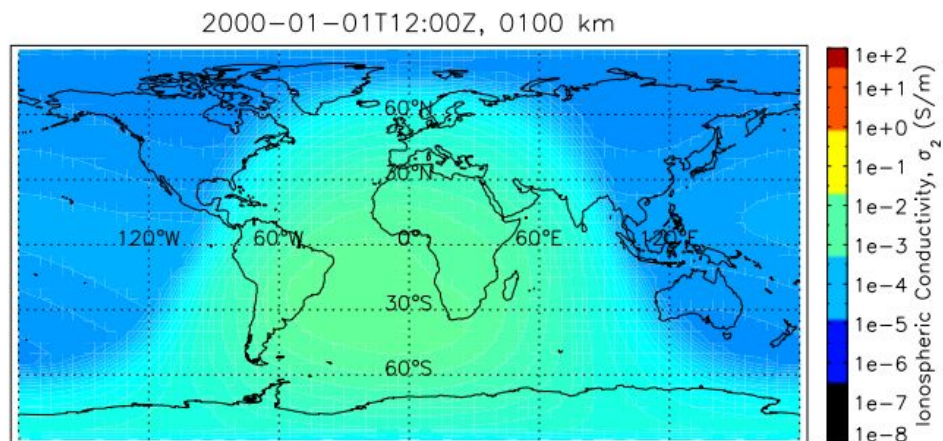 2000-01-01T12:00Z, 0100 km
60°N
30°N
120°W 60°W 0° 60°E 120°E
30°S
60°S
1e+2
1e+1
1e+0
1e-1
1e-2
1e-3
1e-4
1e-5
1e-6
1e-7
1e-8
Ionospheric Conductivity, σ₂ (S/m)